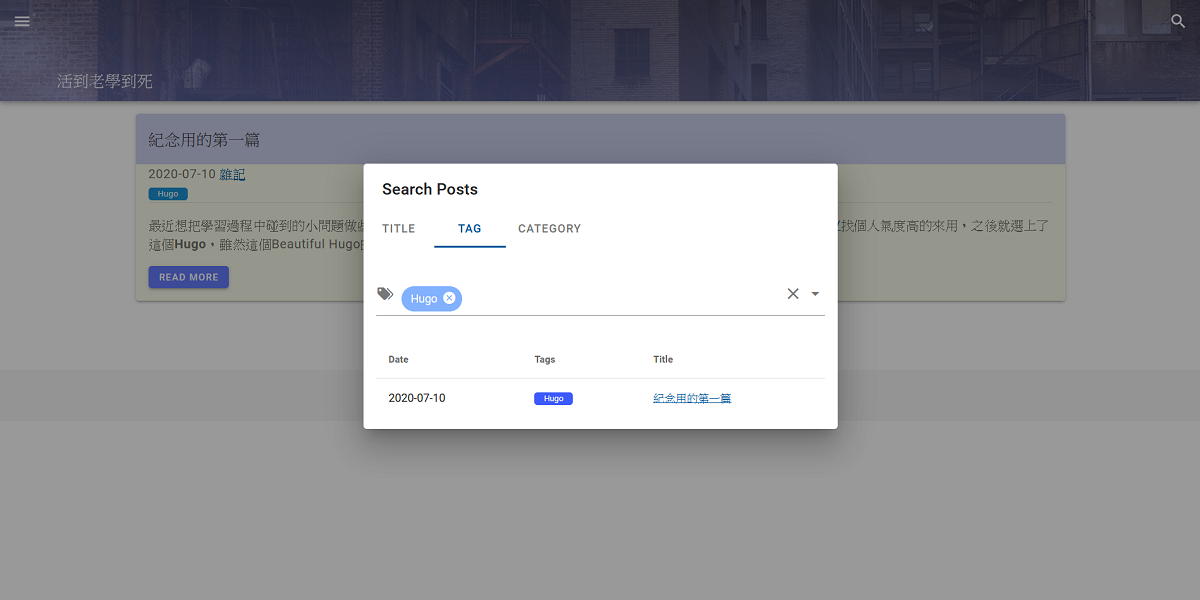 活到老學到死
紀念用的第一篇
2020-07-10 雜記
Hugo
最近想把學習過程中碰到的小問題做 找個人氣度高的來用，之後就選上了
這個Hugo，雖然這個Beautiful Hugo
READ MORE
Search Posts
TITLE TAG CATEGORY
Hugo
Date Tags Title
2020-07-10 Hugo 紀念用的第一篇